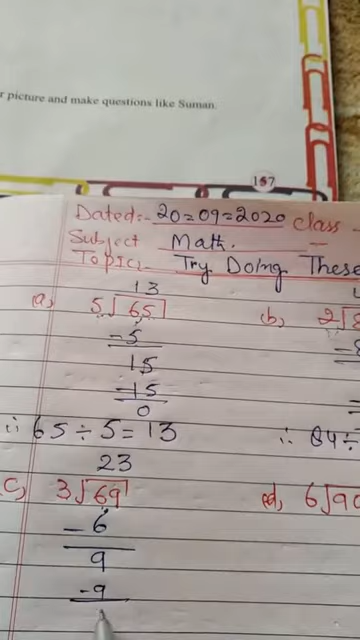 r picture and make questions like Suman.
157
Dated:- 20=09=2020 Class -
Subject Math.
Topic:- Try Doing These
13
(a) 5√65 (b) 2√8
-5
15
-15
0
∴ 65 ÷ 5 = 13 ∴ 84 ÷
23
C) 3√69 (d) 6√90
-6
9
-9